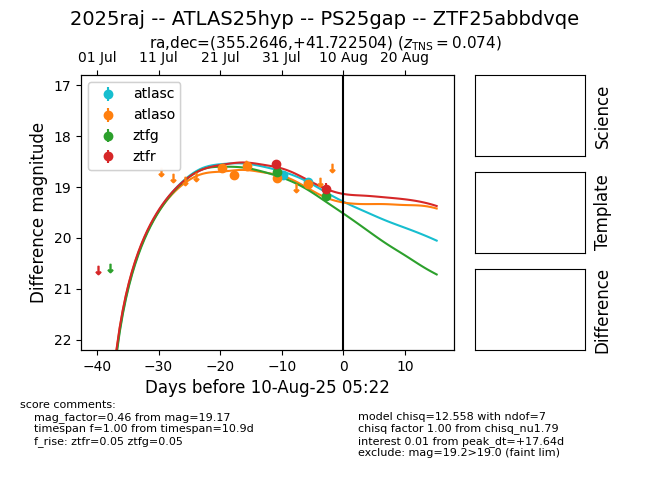 2025raj -- ATLAS25hyp -- PS25gap -- ZTF25abbdvqe
ra,dec=(355.2646,+41.722504) (z_TNS = 0.074)
01 Jul 11 Jul 21 Jul 31 Jul 10 Aug 20 Aug
17
18
19
20
21
22
Difference magnitude
atlasc
atlaso
ztfg
ztfr
−40 −30 −20 −10 0 10
Days before 10-Aug-25 05:22
Science
Template
Difference
score comments:
mag_factor=0.46 from mag=19.17
timespan f=1.00 from timespan=10.9d
f_rise: ztfr=0.05 ztfg=0.05
model chisq=12.558 with ndof=7
chisq factor 1.00 from chisq_nu1.79
interest 0.01 from peak_dt=+17.64d
exclude: mag=19.2>19.0 (faint lim)